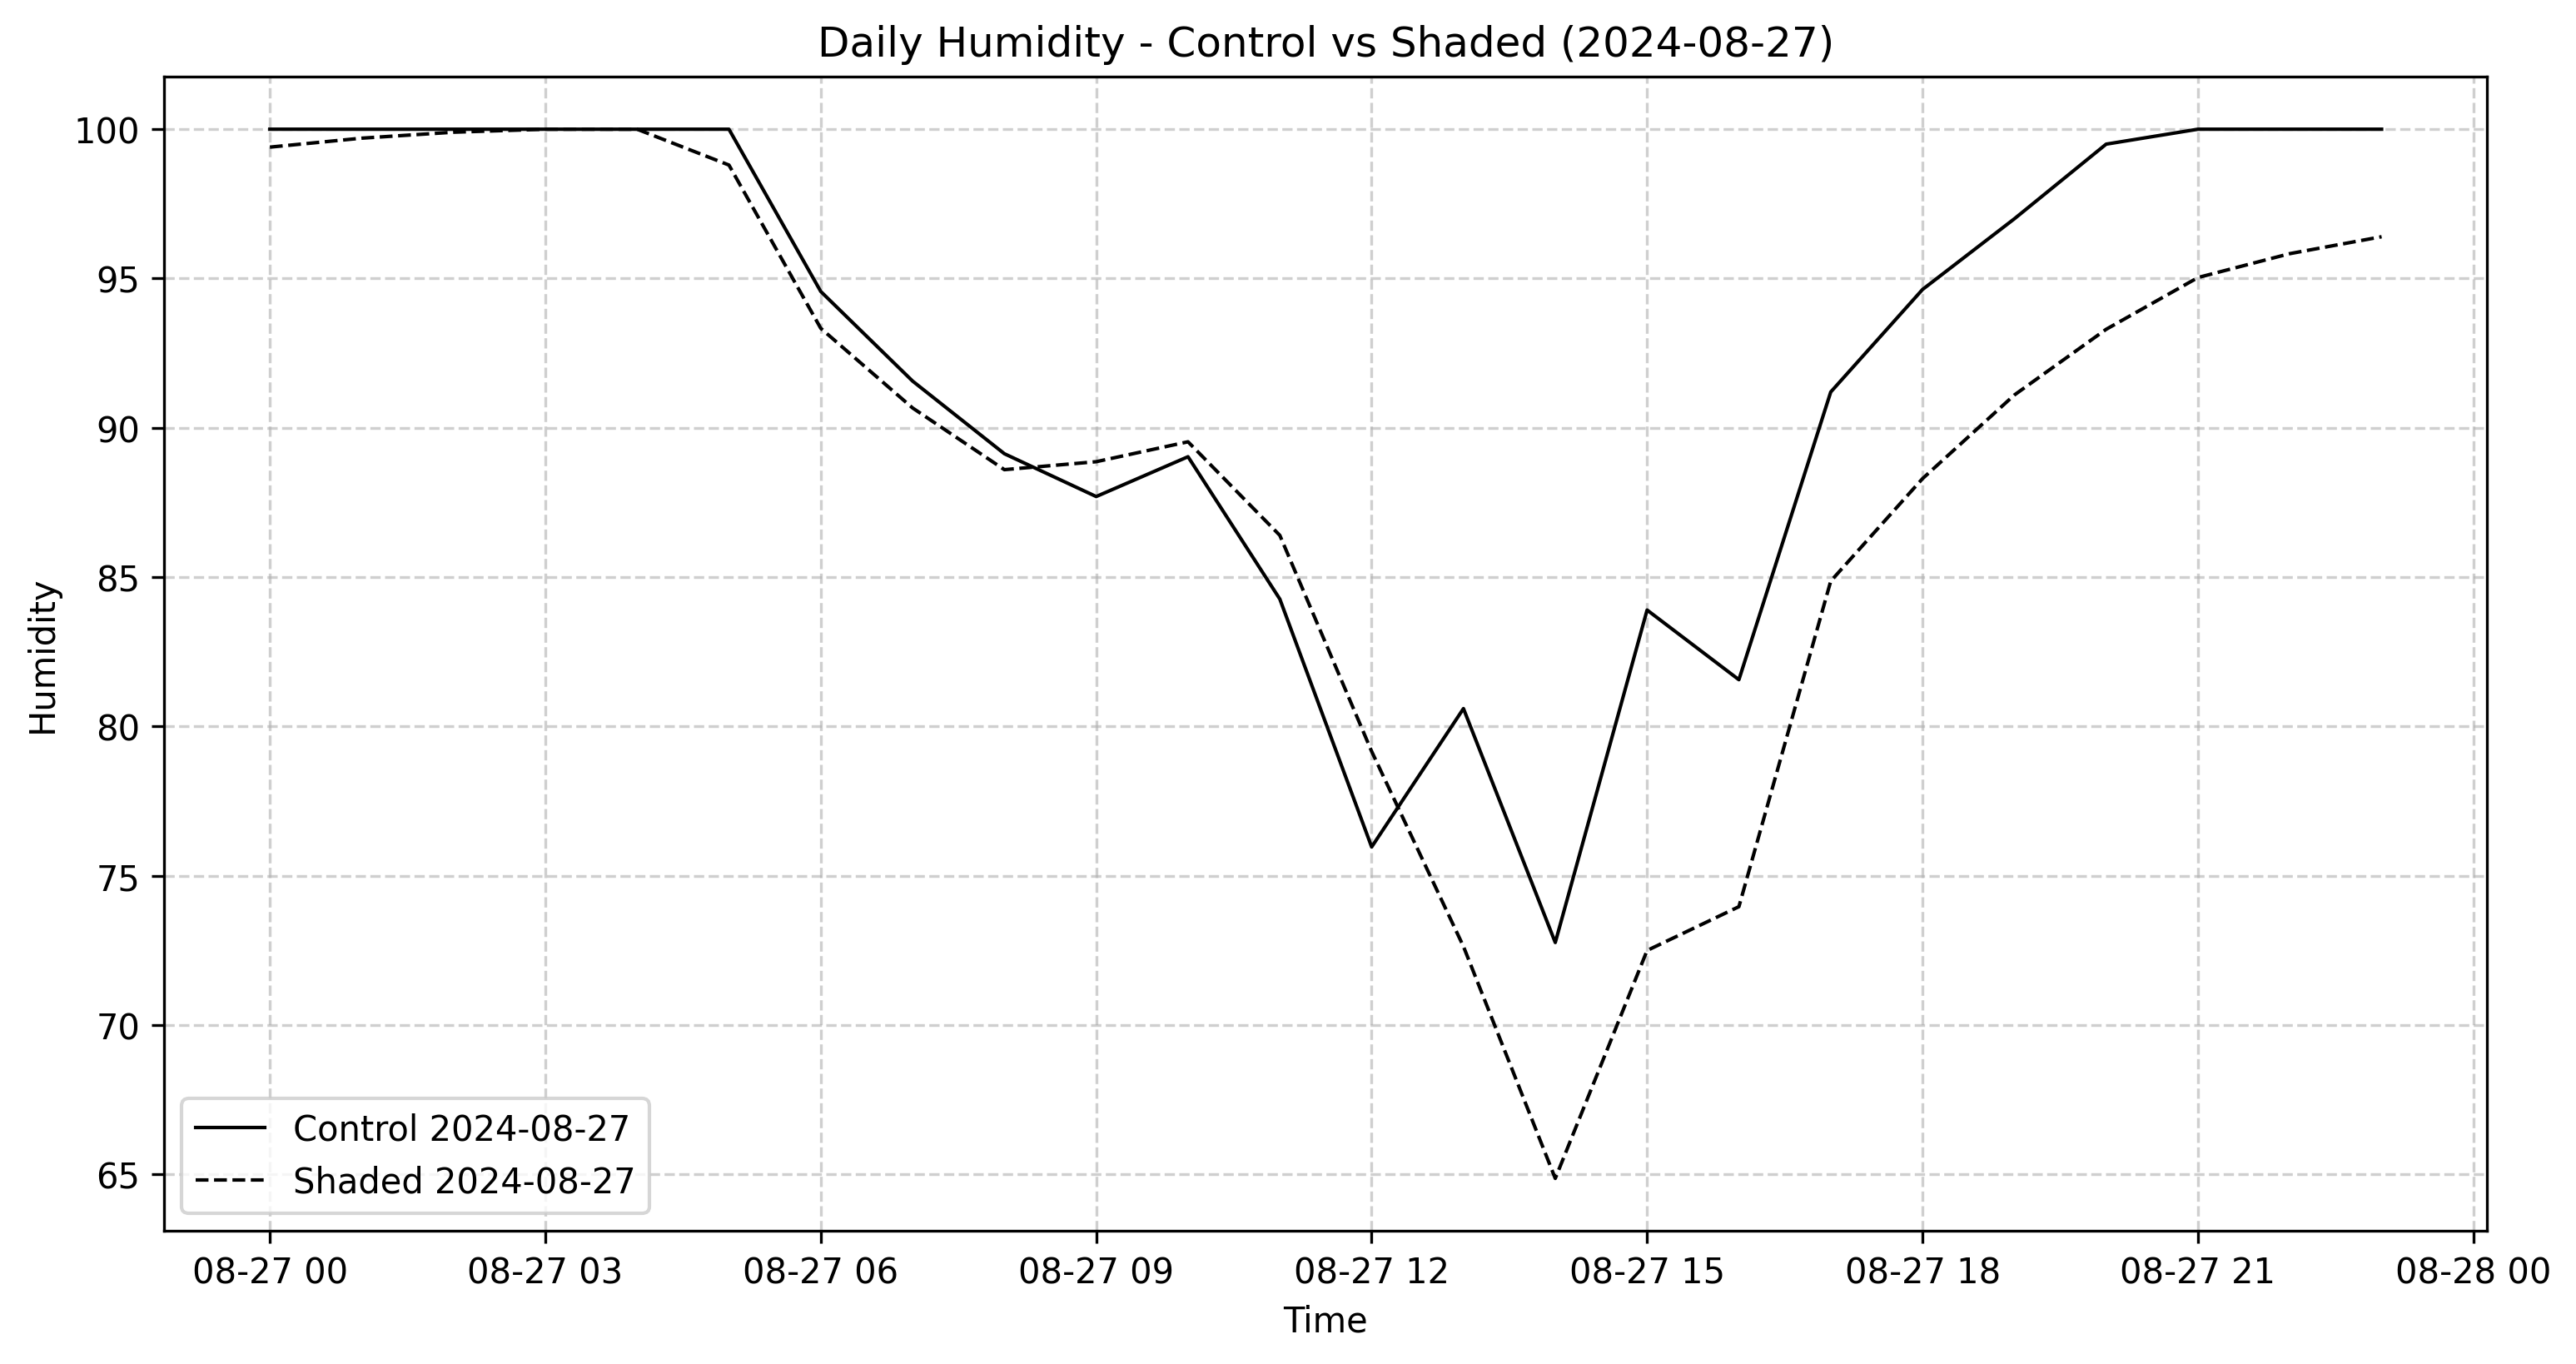 Daily Humidity - Control vs Shaded (2024-08-27)
100
95
90
85
80
75
70
65
Humidity
Control 2024-08-27
Shaded 2024-08-27
08-27 00 08-27 03 08-27 06 08-27 09 08-27 12 08-27 15 08-27 18 08-27 21 08-28 00
Time